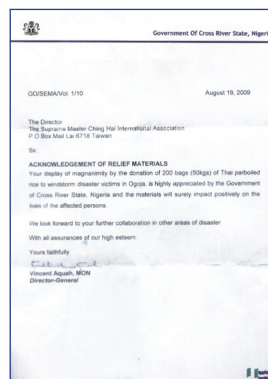 Government Of Cross River State, Nigeri
GO/SEMA/Vol. 1/10 August 19, 2009
The Director
The Supreme Master Ching Hai International Association
P.O.Box Mail Lai 6718 Taiwan
Sir,
ACKNOWLEDGEMENT OF RELIEF MATERIALS
Your display of magnanimity by the donation of 200 bags (50kgs) of Thai parboiled
rice to windstorm disaster victims in Ogoja, is highly appreciated by the Government
of Cross River State, Nigeria and the materials will surely impact positively on the
lives of the affected persons.
We look forward to your further collaboration in other areas of disaster
With all assurances of our high esteem.
Yours faithfully
Vincent Aquah, MON
Director-General